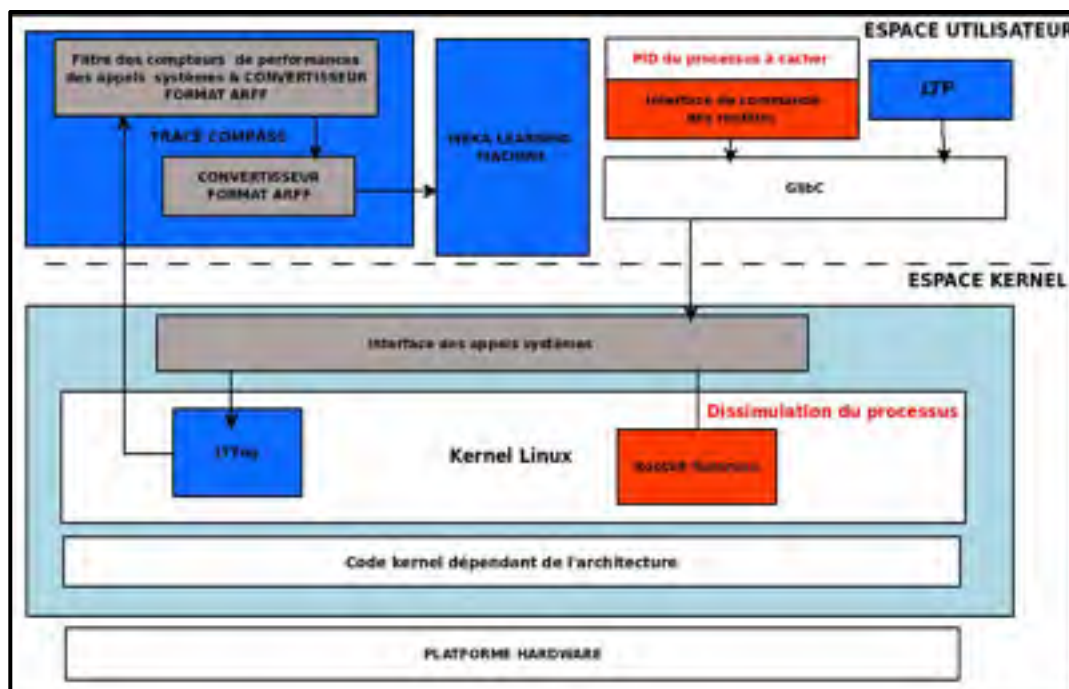 ESPACE UTILISATEUR
Filtre des compteurs de performances
des appels systèmes & CONVERTISSEUR
FORMAT ARFF
TRACE COMPASS
CONVERTISSEUR
FORMAT ARFF
WEKA LEARNING
MACHINE
PID du processus à cacher
Interface de commande
des rootkits
LTP
GlibC
ESPACE KERNEL
Interface des appels systèmes
Dissimulation du processus
LTTng
Kernel Linux
Rootkit
Code kernel dépendant de l'architecture
PLATFORME HARDWARE